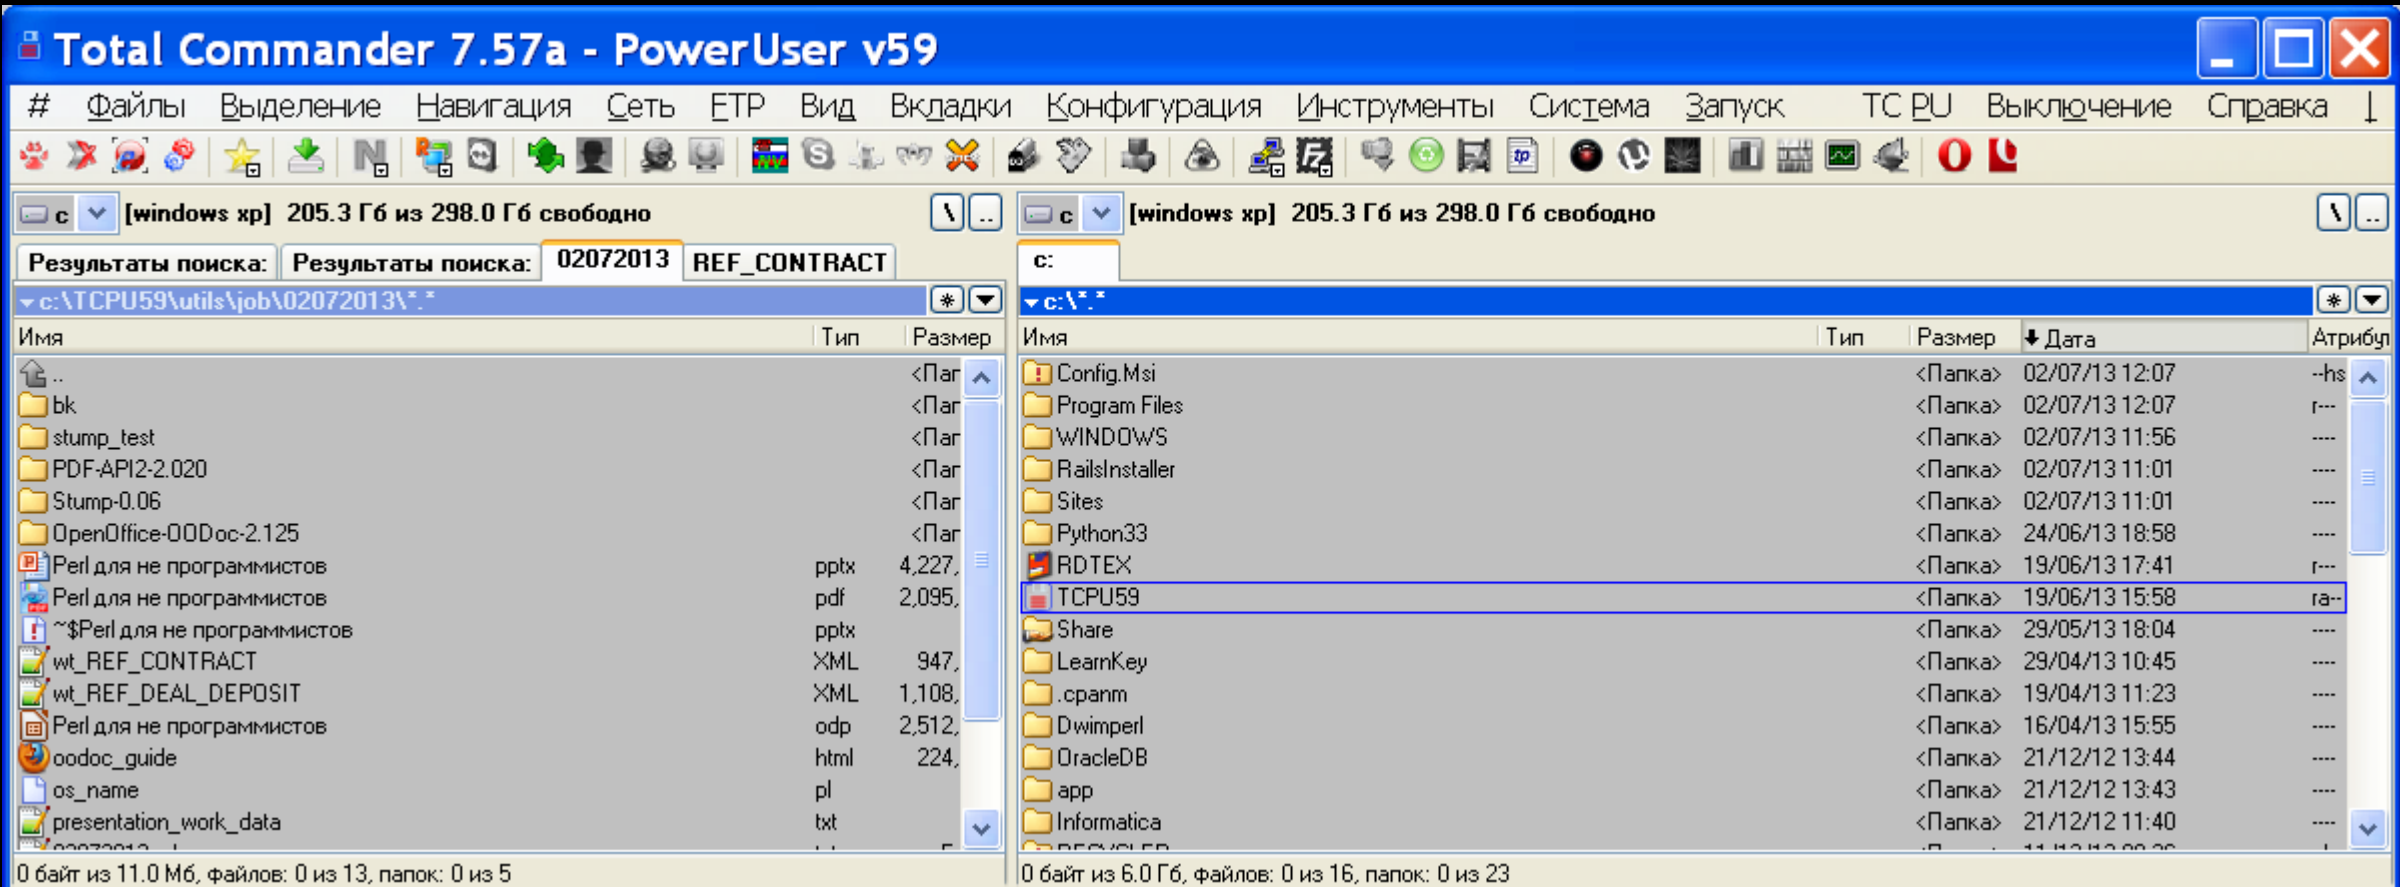 Total Commander 7.57a - PowerUser v59
# Файлы Выделение Навигация Сеть FTP Вид Вкладки Конфигурация Инструменты Система Запуск TC PU Выключение Справка
c [windows xp] 205.3 Гб из 298.0 Гб свободно \ .. c [windows xp] 205.3 Гб из 298.0 Гб свободно \ ..
Результаты поиска: Результаты поиска: 02072013 REF_CONTRACT c:
c:\TCPU59\utils\job\02072013\*.* * c:\*.* *
Имя Тип Размер Имя Тип Размер Дата Атрибу
.. <Пап Config.Msi <Папка> 02/07/13 12:07 --hs
bk <Пап Program Files <Папка> 02/07/13 12:07 r---
stump_test <Пап WINDOWS <Папка> 02/07/13 11:56 ----
PDF-API2-2.020 <Пап RailsInstaller <Папка> 02/07/13 11:01 ----
Stump-0.06 <Пап Sites <Папка> 02/07/13 11:01 ----
OpenOffice-OODoc-2.125 <Пап Python33 <Папка> 24/06/13 18:58 ----
Perl для не программистов pptx 4,227, RDTEX <Папка> 19/06/13 17:41 r---
Perl для не программистов pdf 2,095, TCPU59 <Папка> 19/06/13 15:58 ra--
~$Perl для не программистов pptx Share <Папка> 29/05/13 18:04 ----
wt_REF_CONTRACT XML 947, LearnKey <Папка> 29/04/13 10:45 ----
wt_REF_DEAL_DEPOSIT XML 1,108, .cpanm <Папка> 19/04/13 11:23 ----
Perl для не программистов odp 2,512, Dwimperl <Папка> 16/04/13 15:55 ----
oodoc_guide html 224, OracleDB <Папка> 21/12/12 13:44 ----
os_name pl app <Папка> 21/12/12 13:43 ----
presentation_work_data txt Informatica <Папка> 21/12/12 11:40 ----
0 байт из 11.0 Мб, файлов: 0 из 13, папок: 0 из 5 0 байт из 6.0 Гб, файлов: 0 из 16, папок: 0 из 23